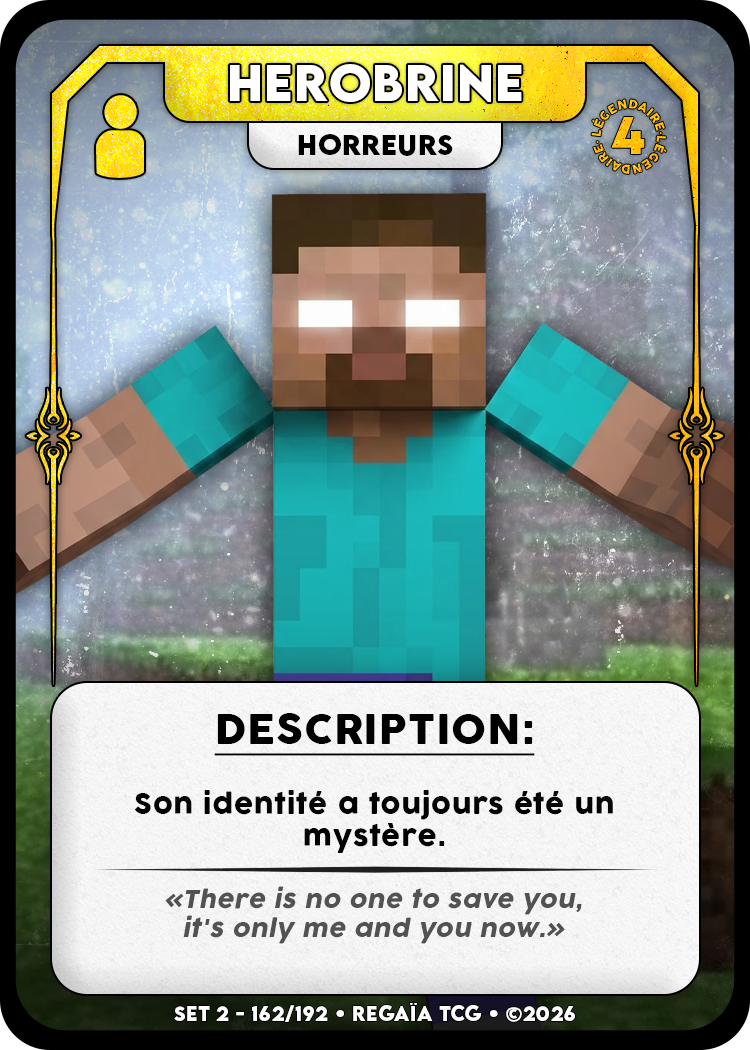 HEROBRINE
HORREURS
LÉGENDAIRE·LÉGENDAIRE·
4
DESCRIPTION:
Son identité a toujours été un
mystère.
«There is no one to save you,
it's only me and you now.»
SET 2 - 162/192 • REGAÏA TCG • ©2026